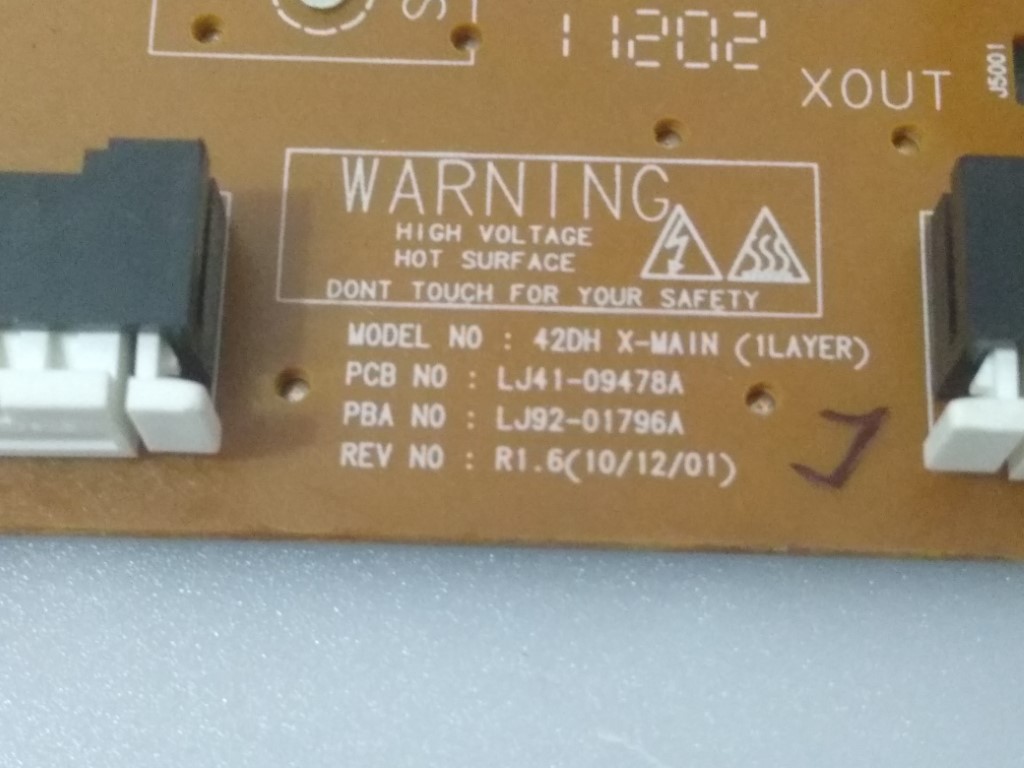 S
11202
XOUT
J5001
WARNING
HIGH VOLTAGE
HOT SURFACE
DONT TOUCH FOR YOUR SAFETY
MODEL NO : 42DH X-MAIN (1LAYER)
PCB NO : LJ41-09478A
PBA NO : LJ92-01796A
REV NO : R1.6(10/12/01)